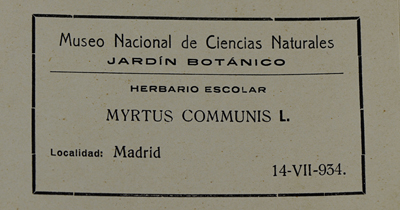 Museo Nacional de Ciencias Naturales
JARDÍN BOTÁNICO
HERBARIO ESCOLAR
MYRTUS COMMUNIS L.
Localidad: Madrid
14-VII-934.